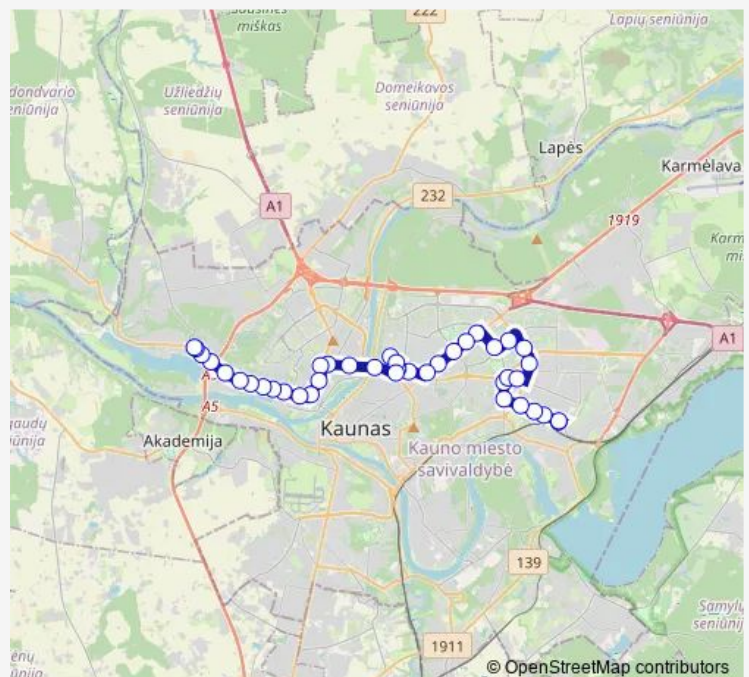 miškas
222
Lapių seniūnija
Užliedžių
seniūnija
Domeikavos
seniūnija
Lapės
Karmėlava
232
A1
1919
A1
A5
Akademija
Kaunas
Kauno miesto
savivaldybė
139
1911
seniūnija
© OpenStreetMap contributors